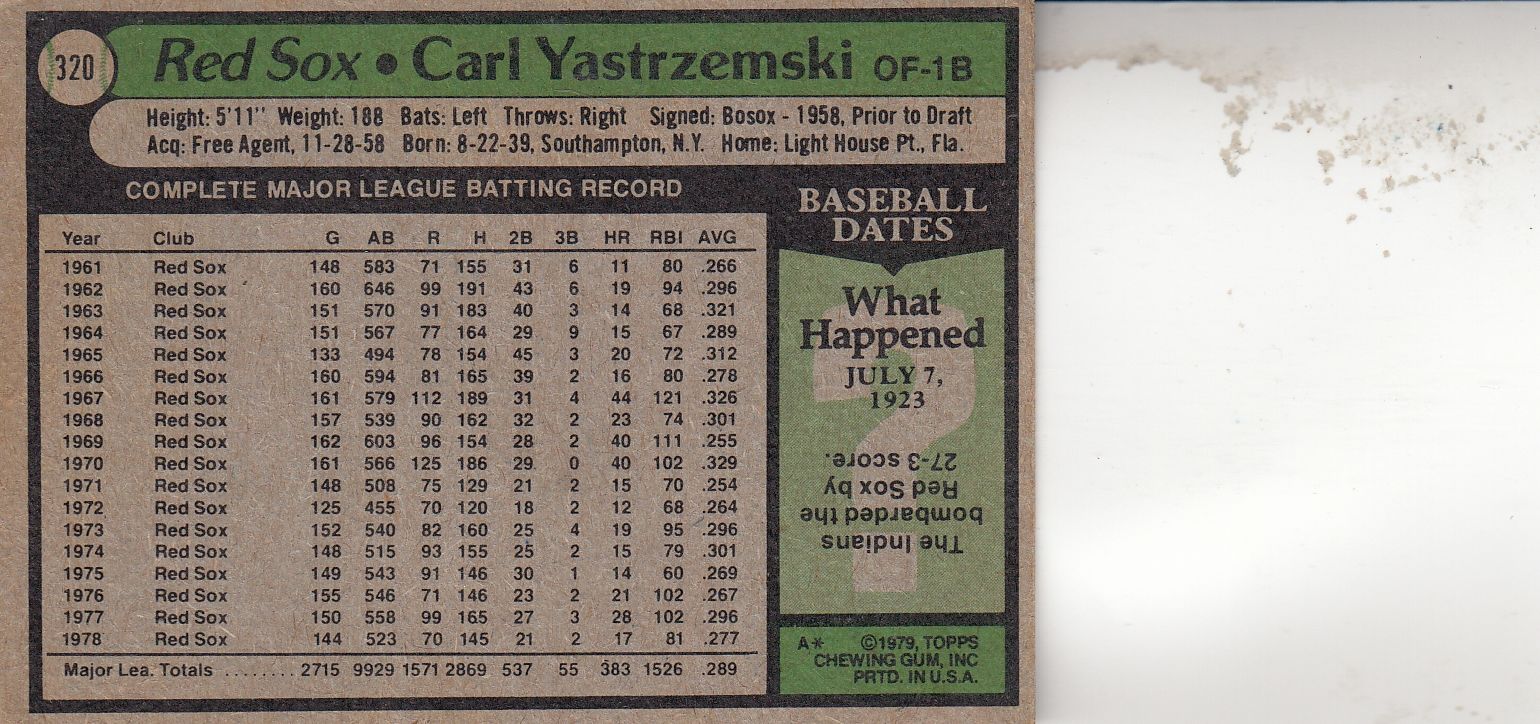 320
Red Sox • Carl Yastrzemski OF-1B
Height: 5'11" Weight: 188 Bats: Left Throws: Right Signed: Bosox - 1958, Prior to Draft
Acq: Free Agent, 11-28-58 Born: 8-22-39, Southampton, N.Y. Home: Light House Pt., Fla.
COMPLETE MAJOR LEAGUE BATTING RECORD
Year Club G AB R H 2B 3B HR RBI AVG
1961 Red Sox 148 583 71 155 31 6 11 80 .266
1962 Red Sox 160 646 99 191 43 6 19 94 .296
1963 Red Sox 151 570 91 183 40 3 14 68 .321
1964 Red Sox 151 567 77 164 29 9 15 67 .289
1965 Red Sox 133 494 78 154 45 3 20 72 .312
1966 Red Sox 160 594 81 165 39 2 16 80 .278
1967 Red Sox 161 579 112 189 31 4 44 121 .326
1968 Red Sox 157 539 90 162 32 2 23 74 .301
1969 Red Sox 162 603 96 154 28 2 40 111 .255
1970 Red Sox 161 566 125 186 29 0 40 102 .329
1971 Red Sox 148 508 75 129 21 2 15 70 .254
1972 Red Sox 125 455 70 120 18 2 12 68 .264
1973 Red Sox 152 540 82 160 25 4 19 95 .296
1974 Red Sox 148 515 93 155 25 2 15 79 .301
1975 Red Sox 149 543 91 146 30 1 14 60 .269
1976 Red Sox 155 546 71 146 23 2 21 102 .267
1977 Red Sox 150 558 99 165 27 3 28 102 .296
1978 Red Sox 144 523 70 145 21 2 17 81 .277
Major Lea. Totals ........ 2715 9929 1571 2869 537 55 383 1526 .289
BASEBALL
DATES
What
Happened
JULY 7,
1923
?
The Indians
bombarded the
Red Sox by
27-3 score.
A* ©1979, TOPPS
CHEWING GUM, INC
PRTD. IN U.S.A.